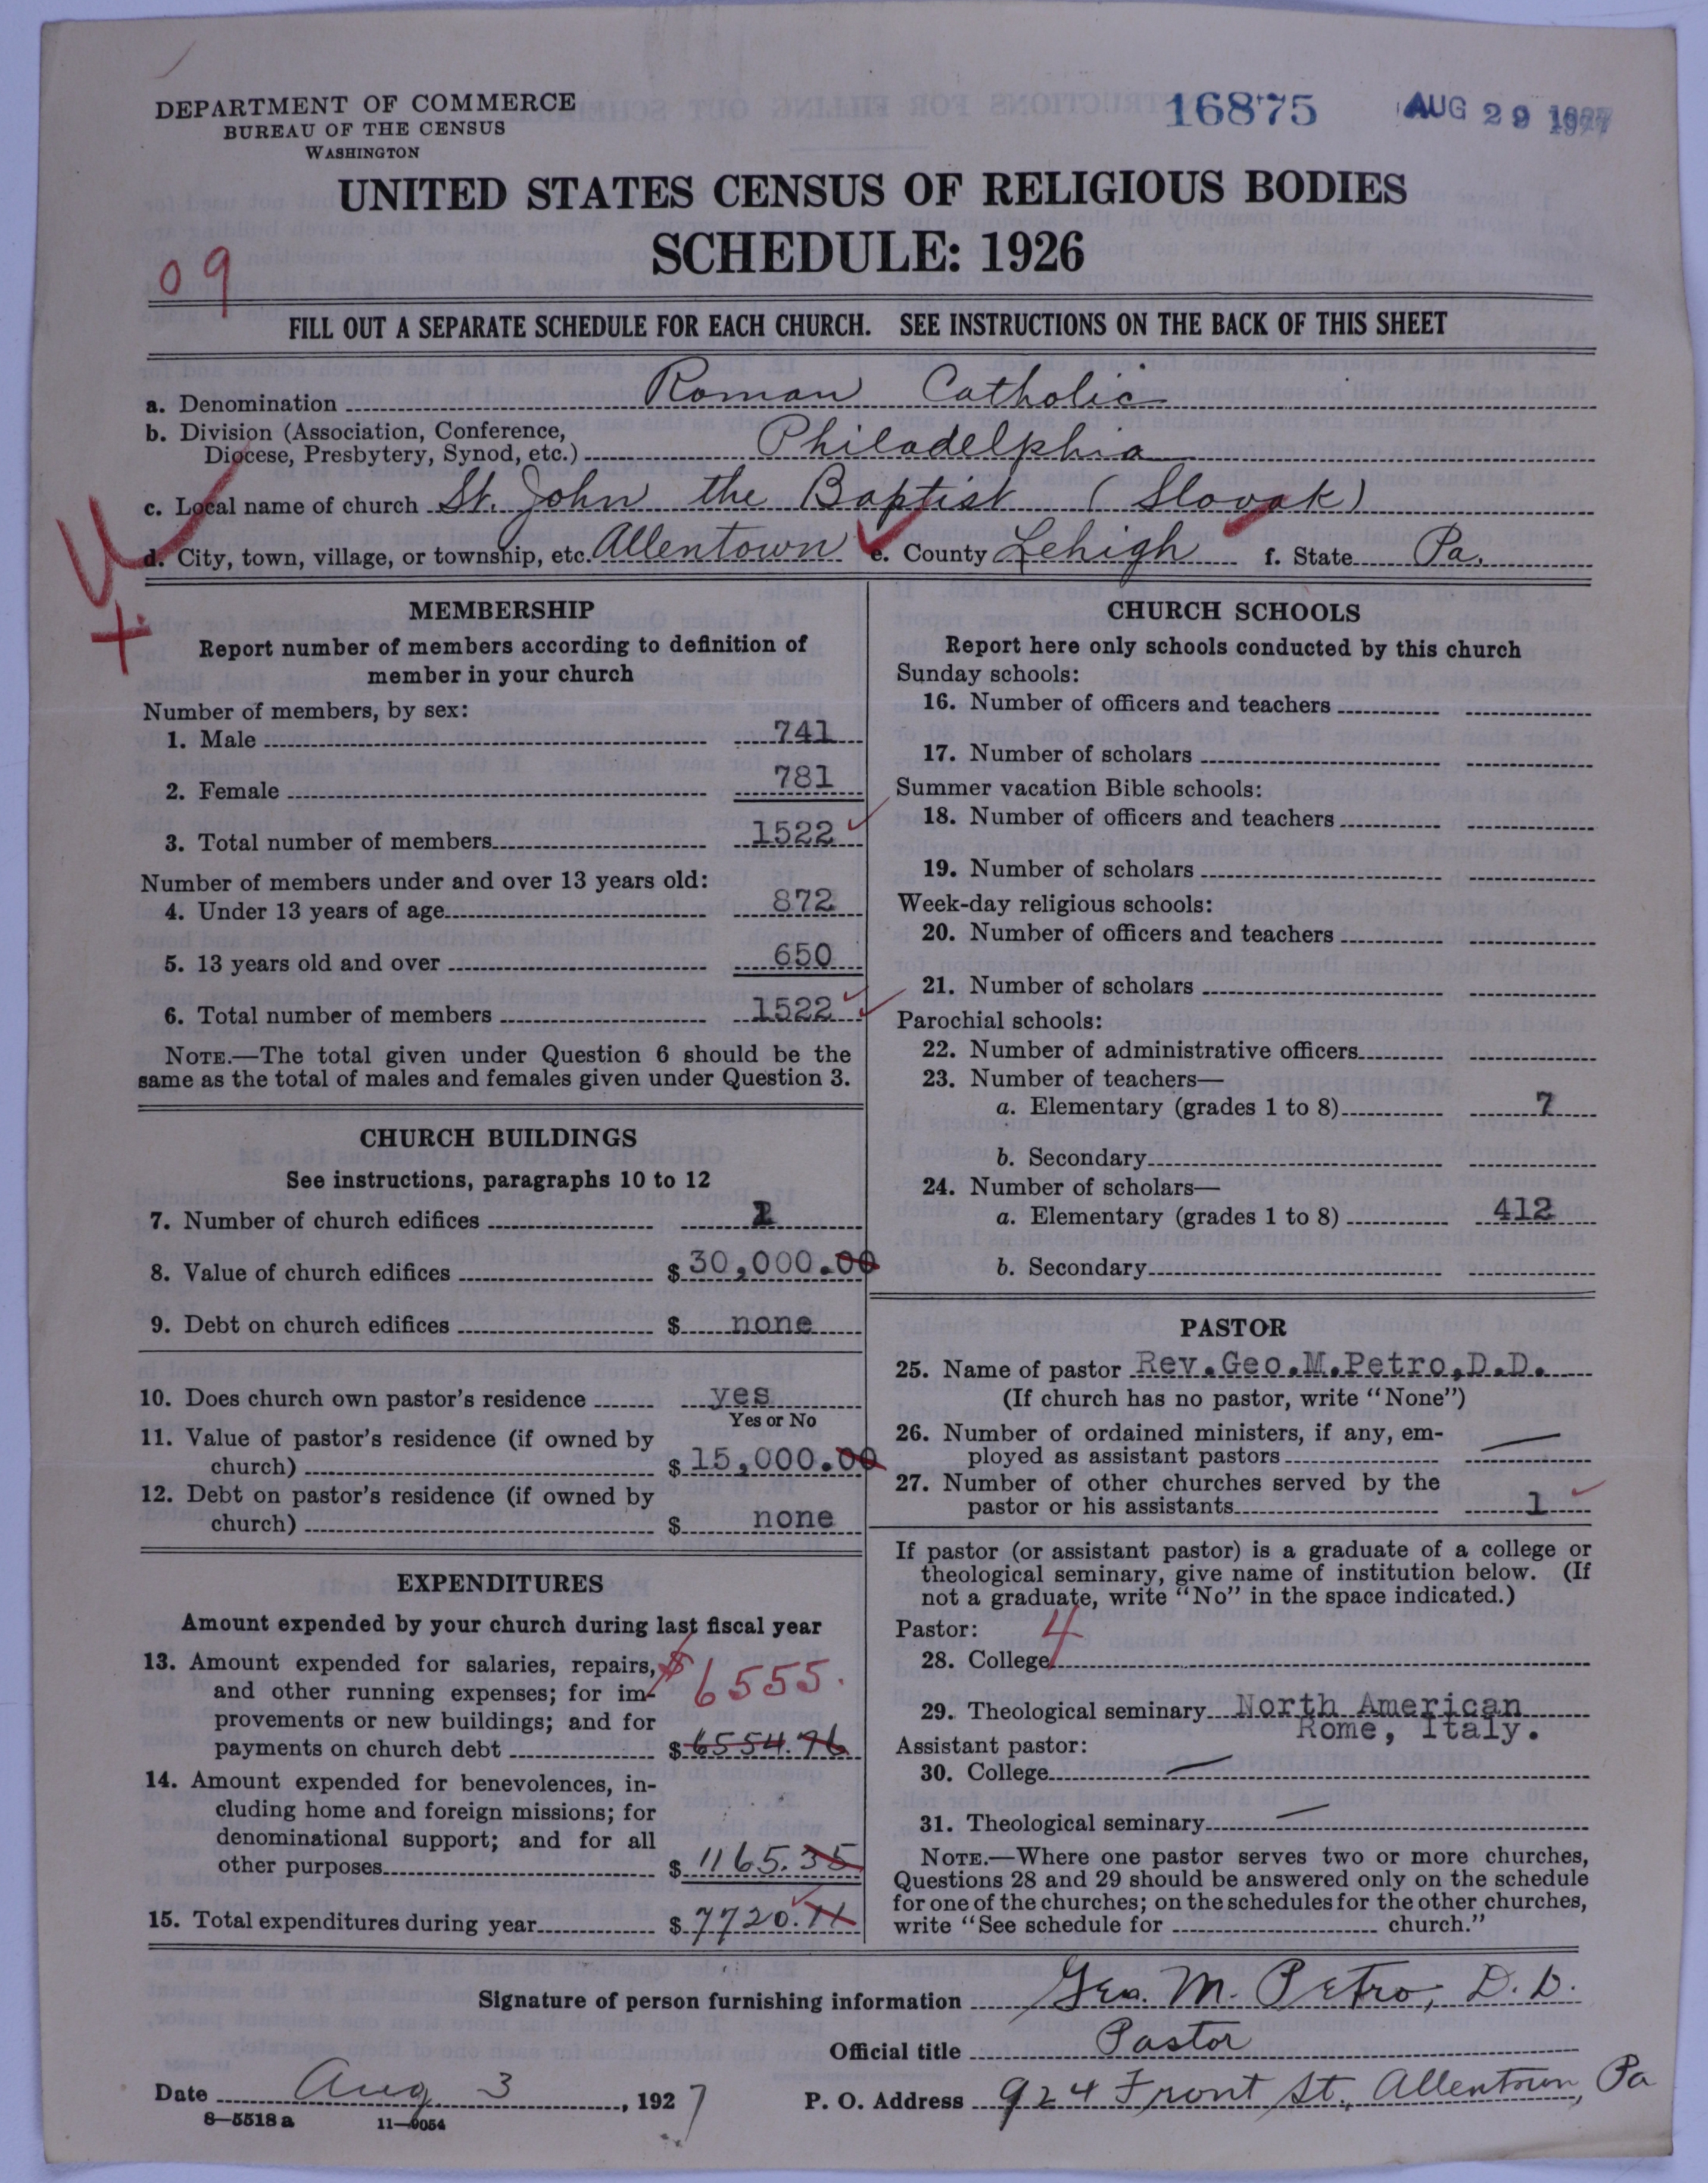 DEPARTMENT OF COMMERCE
BUREAU OF THE CENSUS
WASHINGTON
16875
AUG 29 1927
UNITED STATES CENSUS OF RELIGIOUS BODIES
SCHEDULE: 1926
09
FILL OUT A SEPARATE SCHEDULE FOR EACH CHURCH. SEE INSTRUCTIONS ON THE BACK OF THIS SHEET
a. Denomination Roman Catholic
b. Division (Association, Conference,
Diocese, Presbytery, Synod, etc.) Philadelphia
c. Local name of church St. John the Baptist (Slovak)
d. City, town, village, or township, etc. Allentown e. County Lehigh f. State Pa.
MEMBERSHIP
Report number of members according to definition of
member in your church
Number of members, by sex:
1. Male 741
2. Female 781
3. Total number of members 1522
Number of members under and over 13 years old:
4. Under 13 years of age 872
5. 13 years old and over 650
6. Total number of members 1522
NOTE.—The total given under Question 6 should be the
same as the total of males and females given under Question 3.
CHURCH BUILDINGS
See instructions, paragraphs 10 to 12
7. Number of church edifices 1
8. Value of church edifices $ 30,000.00
9. Debt on church edifices $ none
10. Does church own pastor's residence yes
Yes or No
11. Value of pastor's residence (if owned by
church) $ 15,000.00
12. Debt on pastor's residence (if owned by
church) $ none
EXPENDITURES
Amount expended by your church during last fiscal year
13. Amount expended for salaries, repairs, $ 6555.
and other running expenses; for im-
provements or new buildings; and for
payments on church debt $ 6554.76
14. Amount expended for benevolences, in-
cluding home and foreign missions; for
denominational support; and for all
other purposes $ 1165.35
15. Total expenditures during year $ 7720.11
CHURCH SCHOOLS
Report here only schools conducted by this church
Sunday schools:
16. Number of officers and teachers
17. Number of scholars
Summer vacation Bible schools:
18. Number of officers and teachers
19. Number of scholars
Week-day religious schools:
20. Number of officers and teachers
21. Number of scholars
Parochial schools:
22. Number of administrative officers
23. Number of teachers—
a. Elementary (grades 1 to 8) 7
b. Secondary
24. Number of scholars—
a. Elementary (grades 1 to 8) 412
b. Secondary
PASTOR
25. Name of pastor Rev.Geo.M.Petro,D.D.
(If church has no pastor, write "None")
26. Number of ordained ministers, if any, em-
ployed as assistant pastors —
27. Number of other churches served by the
pastor or his assistants 1
If pastor (or assistant pastor) is a graduate of a college or
theological seminary, give name of institution below. (If
not a graduate, write "No" in the space indicated.)
Pastor: 4
28. College
29. Theological seminary North American
Rome, Italy.
Assistant pastor:
30. College —
31. Theological seminary —
NOTE.—Where one pastor serves two or more churches,
Questions 28 and 29 should be answered only on the schedule
for one of the churches; on the schedules for the other churches,
write "See schedule for church."
Signature of person furnishing information Geo. M. Petro, D.D.
Official title Pastor
Date Aug 3, 1927 P. O. Address 924 Front St., Allentown, Pa
8—5518a 11—9054